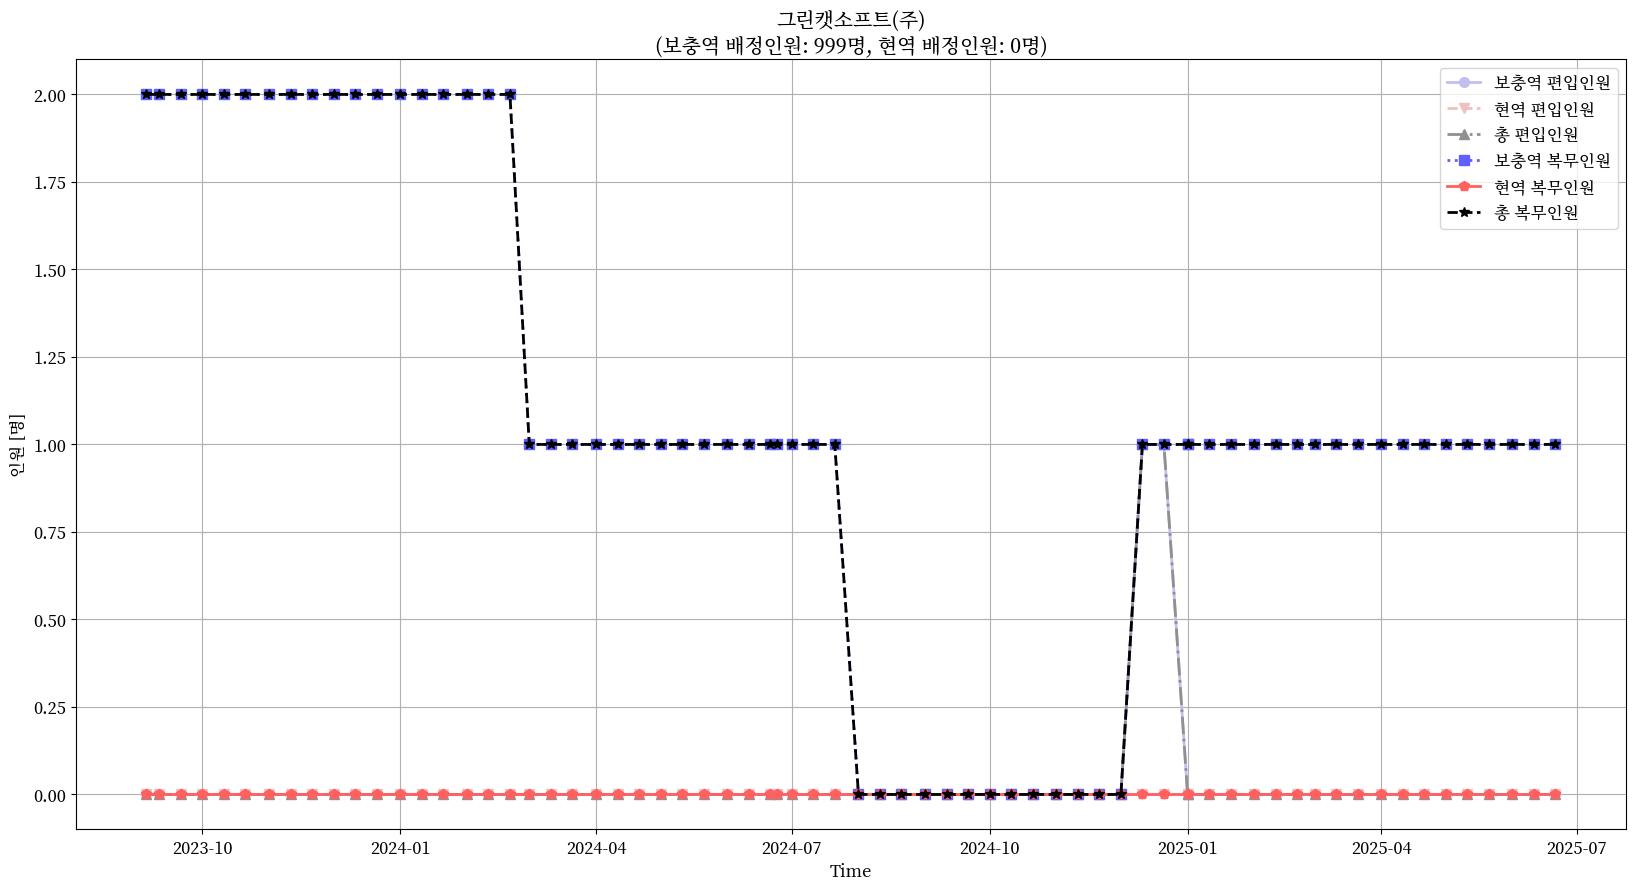 그린캣소프트(주)
(보충역 배정인원: 999명, 현역 배정인원: 0명)
보충역 편입인원
현역 편입인원
총 편입인원
보충역 복무인원
현역 복무인원
총 복무인원
2.00
1.75
1.50
1.25
1.00
0.75
0.50
0.25
0.00
인원 [명]
2023-10
2024-01
2024-04
2024-07
2024-10
2025-01
2025-04
2025-07
Time